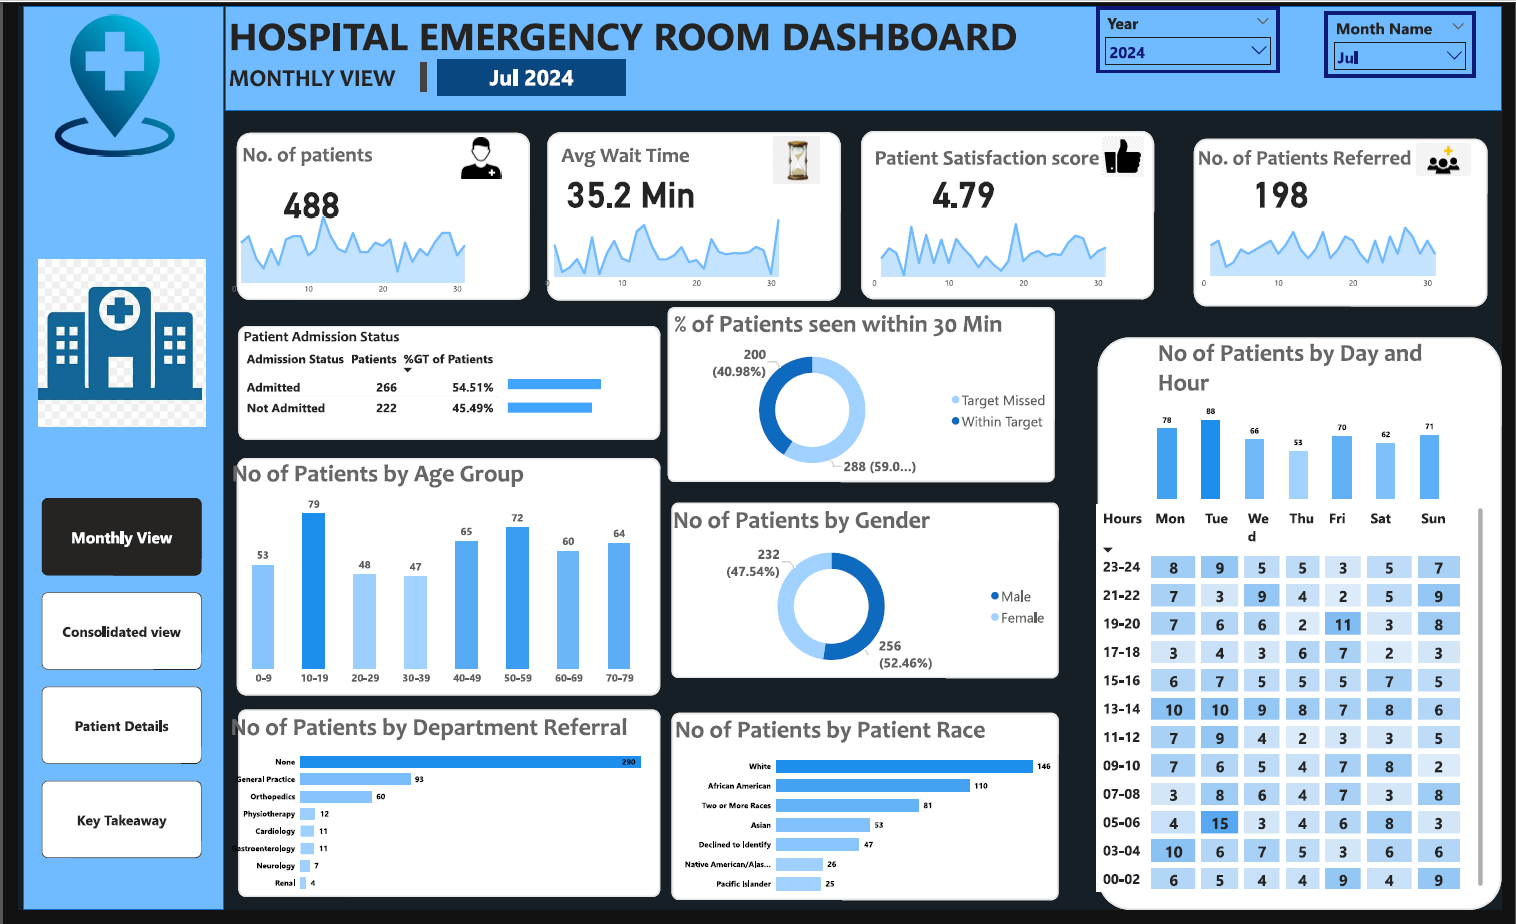 HOSPITAL EMERGENCY ROOM DASHBOARD
MONTHLY VIEW
Jul 2024
Year
2024
Month Name
Jul
No. of patients
488
0 10 20 30
Avg Wait Time
35.2 Min
0 10 20 30
Patient Satisfaction score
4.79
0 10 20 30
No. of Patients Referred
198
0 10 20 30
Patient Admission Status
Admission Status Patients %GT of Patients
Admitted 266 54.51%
Not Admitted 222 45.49%
% of Patients seen within 30 Min
200
(40.98%)
288 (59.0...)
Target Missed
Within Target
No of Patients by Age Group
53 79 48 47 65 72 60 64
0-9 10-19 20-29 30-39 40-49 50-59 60-69 70-79
No of Patients by Gender
232
(47.54%)
256
(52.46%)
Male
Female
No of Patients by Department Referral
None 290
General Practice 93
Orthopedics 60
Physiotherapy 12
Cardiology 11
astroenterology 11
Neurology 7
Renal 4
No of Patients by Patient Race
White 146
African American 110
Two or More Races 81
Asian 53
Declined to Identify 47
Native American/Alas... 26
Pacific Islander 25
No of Patients by Day and
Hour
78 88 66 53 70 62 71
Hours Mon Tue We Thu Fri Sat Sun
d
23-24 8 9 5 5 3 5 7
21-22 7 3 9 4 2 5 9
19-20 7 6 6 2 11 3 8
17-18 3 4 3 6 7 2 3
15-16 6 7 5 5 5 7 5
13-14 10 10 9 8 7 8 6
11-12 7 9 4 2 3 3 5
09-10 7 6 5 4 7 8 2
07-08 3 8 6 4 7 3 8
05-06 4 15 3 4 6 8 3
03-04 10 6 7 5 3 6 6
00-02 6 5 4 4 9 4 9
Monthly View
Consolidated view
Patient Details
Key Takeaway